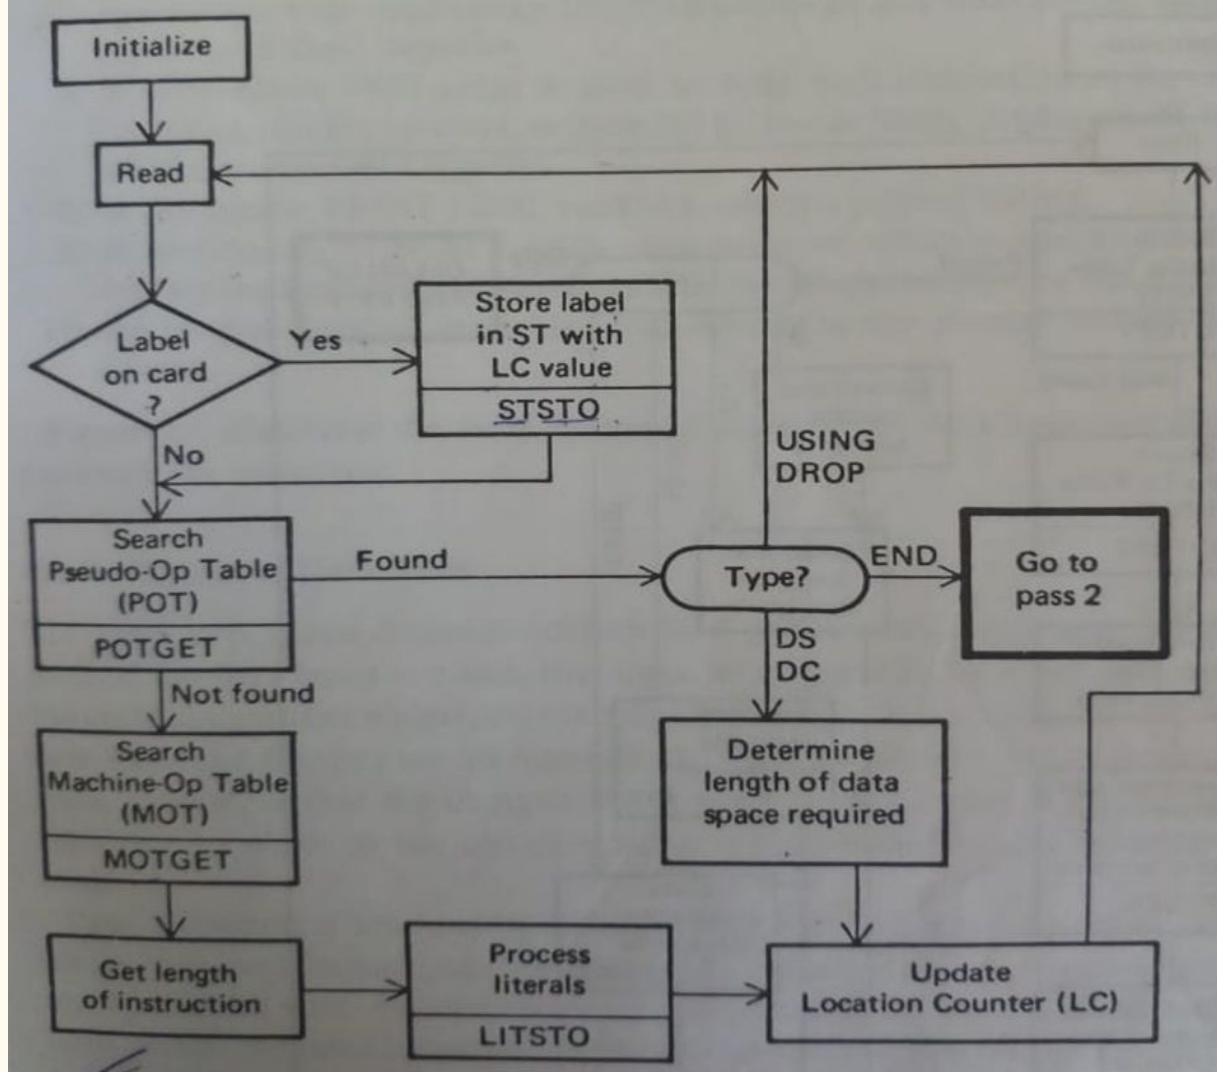 Initialize
Read
Label
on card
?
Yes
Store label
in ST with
LC value
STSTO
No
Search
Pseudo-Op Table
(POT)
POTGET
Found
Type?
USING
DROP
END
Go to
pass 2
DS
DC
Not found
Search
Machine-Op Table
(MOT)
MOTGET
Determine
length of data
space required
Get length
of instruction
Process
literals
LITSTO
Update
Location Counter (LC)